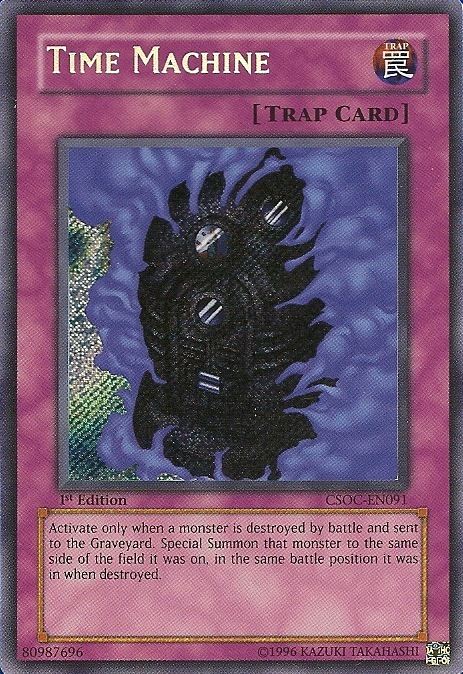 TIME MACHINE
TRAP
罠
[TRAP CARD]
1st Edition
CSOC-EN091
Activate only when a monster is destroyed by battle and sent
to the Graveyard. Special Summon that monster to the same
side of the field it was on, in the same battle position it was
in when destroyed.
80987696
©1996 KAZUKI TAKAHASHI